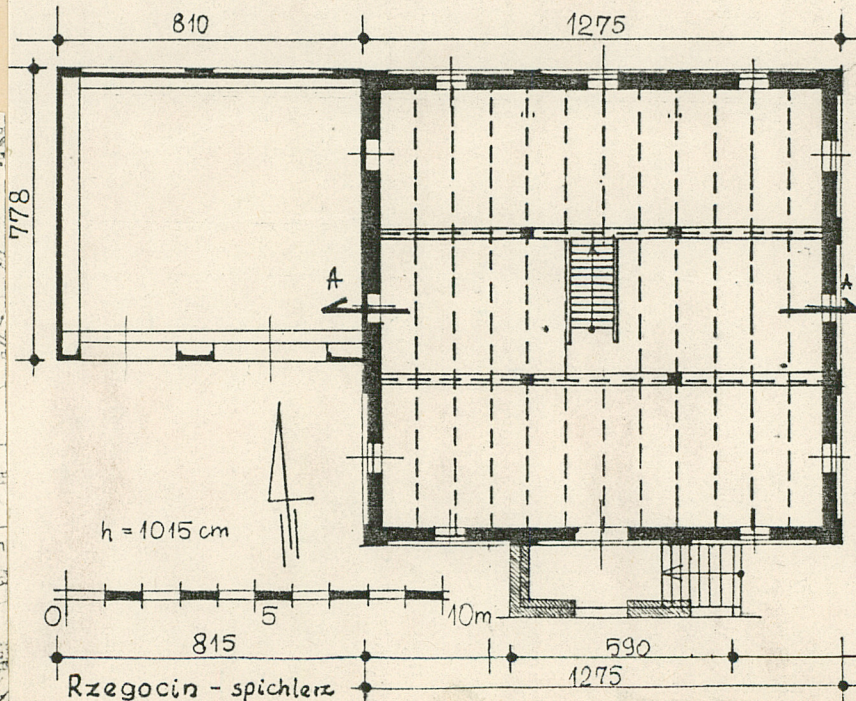 810
1275
778
A
A
h = 1015 cm
0 5 10m
815
590
1275
Rzegocin - spichlerz